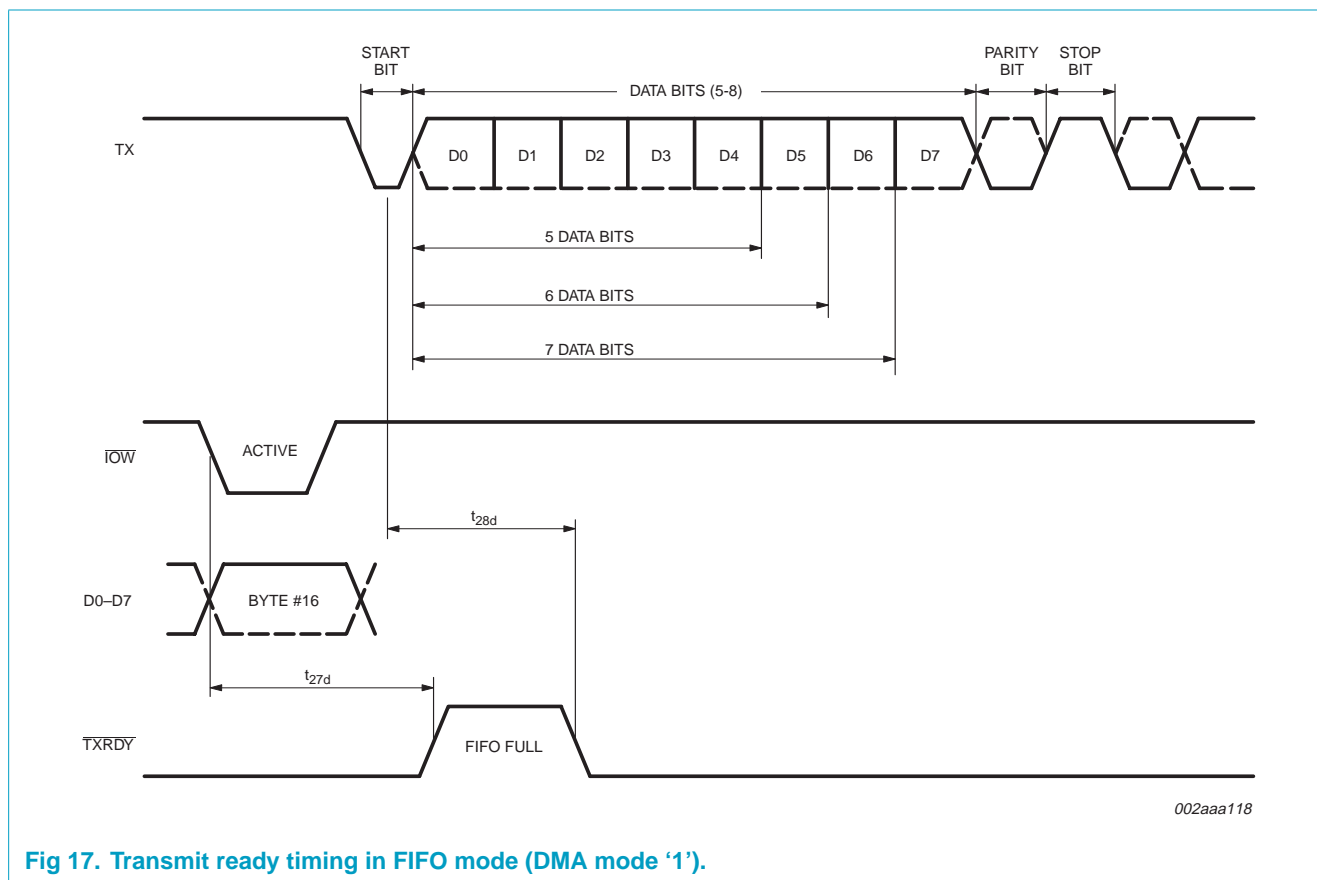 START
BIT
DATA BITS (5-8)
PARITY
BIT
STOP
BIT
TX
D0
D1
D2
D3
D4
D5
D6
D7
5 DATA BITS
6 DATA BITS
7 DATA BITS
IOW
ACTIVE
t28d
D0–D7
BYTE #16
t27d
TXRDY
FIFO FULL
002aaa118
Fig 17. Transmit ready timing in FIFO mode (DMA mode ‘1’).